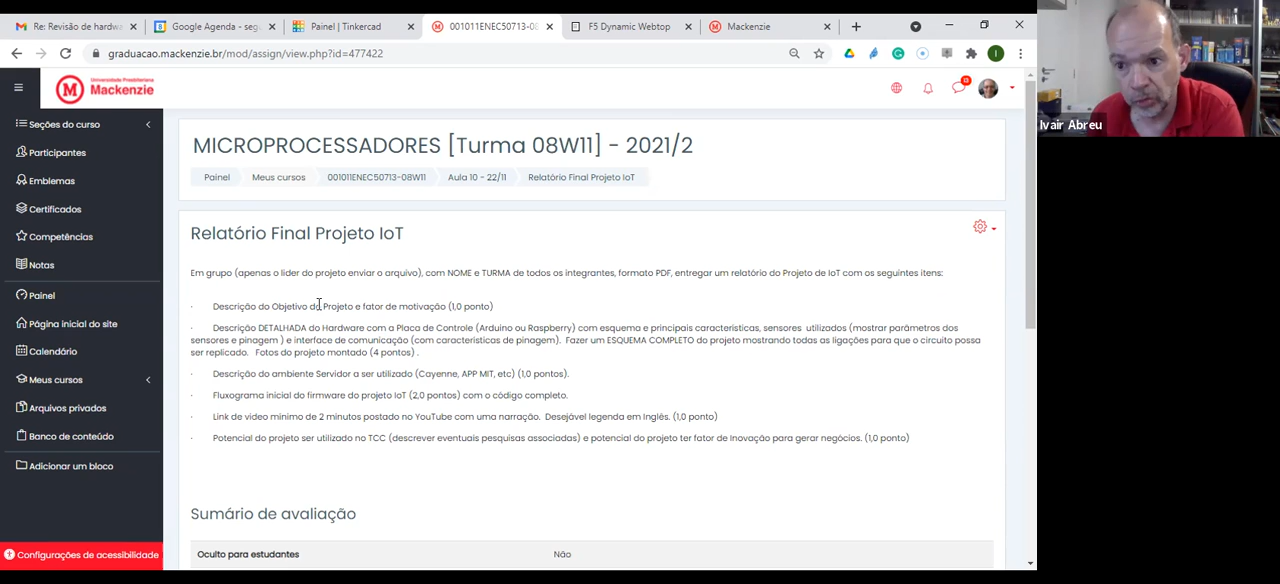 Re: Revisão de hardw
Google Agenda - seg
Painel | Tinkercad
001011ENEC50713-08
F5 Dynamic Webtop
Mackenzie
graduacao.mackenzie.br/mod/assign/view.php?id=477422
I
M
Universidade Presbiteriana
Mackenzie
Ivair Abreu
Seções do curso
Participantes
Emblemas
Certificados
Competências
Notas
Painel
Página inicial do site
Calendário
Meus cursos
Arquivos privados
Banco de conteúdo
Adicionar um bloco
Configurações de acessibilidade
MICROPROCESSADORES [Turma 08W11] - 2021/2
Painel Meus cursos 001011ENEC50713-08W11 Aula 10 - 22/11 Relatório Final Projeto IoT
Relatório Final Projeto IoT
Em grupo (apenas o lider do projeto enviar o arquivo), com NOME e TURMA de todos os integrantes, formato PDF, entregar um relatório do Projeto de IoT com os seguintes itens:
· Descrição do Objetivo do Projeto e fator de motivação (1,0 ponto)
· Descrição DETALHADA do Hardware com a Placa de Controle (Arduino ou Raspberry) com esquema e principais características, sensores utilizados (mostrar parâmetros dos
sensores e pinagem ) e interface de comunicação (com características de pinagem). Fazer um ESQUEMA COMPLETO do projeto mostrando todas as ligações para que o circuito possa
ser replicado. Fotos do projeto montado (4 pontos) .
· Descrição do ambiente Servidor a ser utilizado (Cayenne, APP MIT, etc) (1,0 pontos).
· Fluxograma inicial do firmware do projeto IoT (2,0 pontos) com o código completo.
· Link de video minimo de 2 minutos postado no YouTube com uma narração. Desejável legenda em Inglês. (1,0 ponto)
· Potencial do projeto ser utilizado no TCC (descrever eventuais pesquisas associadas) e potencial do projeto ter fator de Inovação para gerar negócios. (1,0 ponto)
Sumário de avaliação
Oculto para estudantes Não